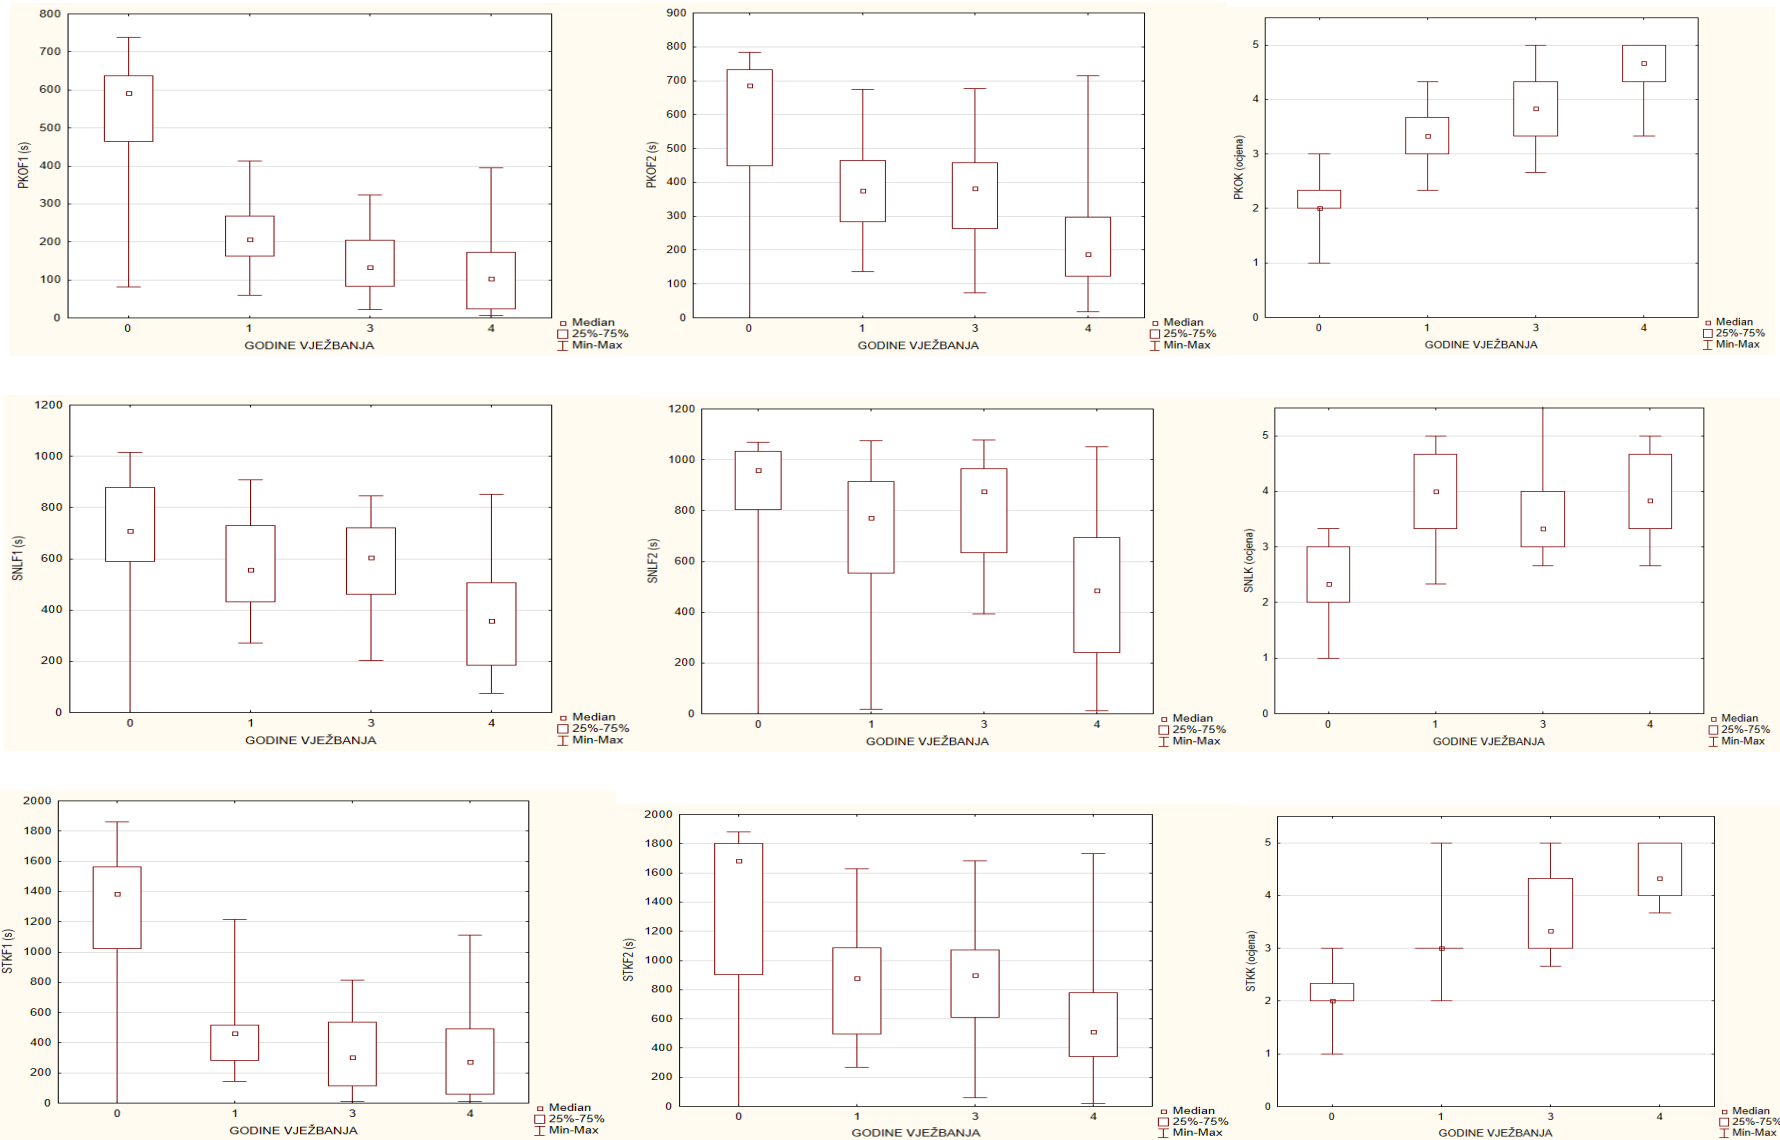 800
700
600
500
400
300
200
100
0
PKOF1 (s)
0 1 3 4
GODINE VJEŽBANJA
Median
25%-75%
Min-Max
900
800
700
600
500
400
300
200
100
0
PKOF2 (s)
0 1 3 4
GODINE VJEŽBANJA
Median
25%-75%
Min-Max
5
4
3
2
1
0
PKOK (ocjena)
0 1 3 4
GODINE VJEŽBANJA
Median
25%-75%
Min-Max
1200
1000
800
600
400
200
0
SNLF1 (s)
0 1 3 4
GODINE VJEŽBANJA
Median
25%-75%
Min-Max
1200
1000
800
600
400
200
0
SNLF2 (s)
0 1 3 4
GODINE VJEŽBANJA
Median
25%-75%
Min-Max
5
4
3
2
1
0
SNLK (ocjena)
0 1 3 4
GODINE VJEŽBANJA
Median
25%-75%
Min-Max
2000
1800
1600
1400
1200
1000
800
600
400
200
0
STKF1 (s)
0 1 3 4
GODINE VJEŽBANJA
Median
25%-75%
Min-Max
2000
1800
1600
1400
1200
1000
800
600
400
200
0
STKF2 (s)
0 1 3 4
GODINE VJEŽBANJA
Median
25%-75%
Min-Max
5
4
3
2
1
0
STKK (ocjena)
0 1 3 4
GODINE VJEŽBANJA
Median
25%-75%
Min-Max